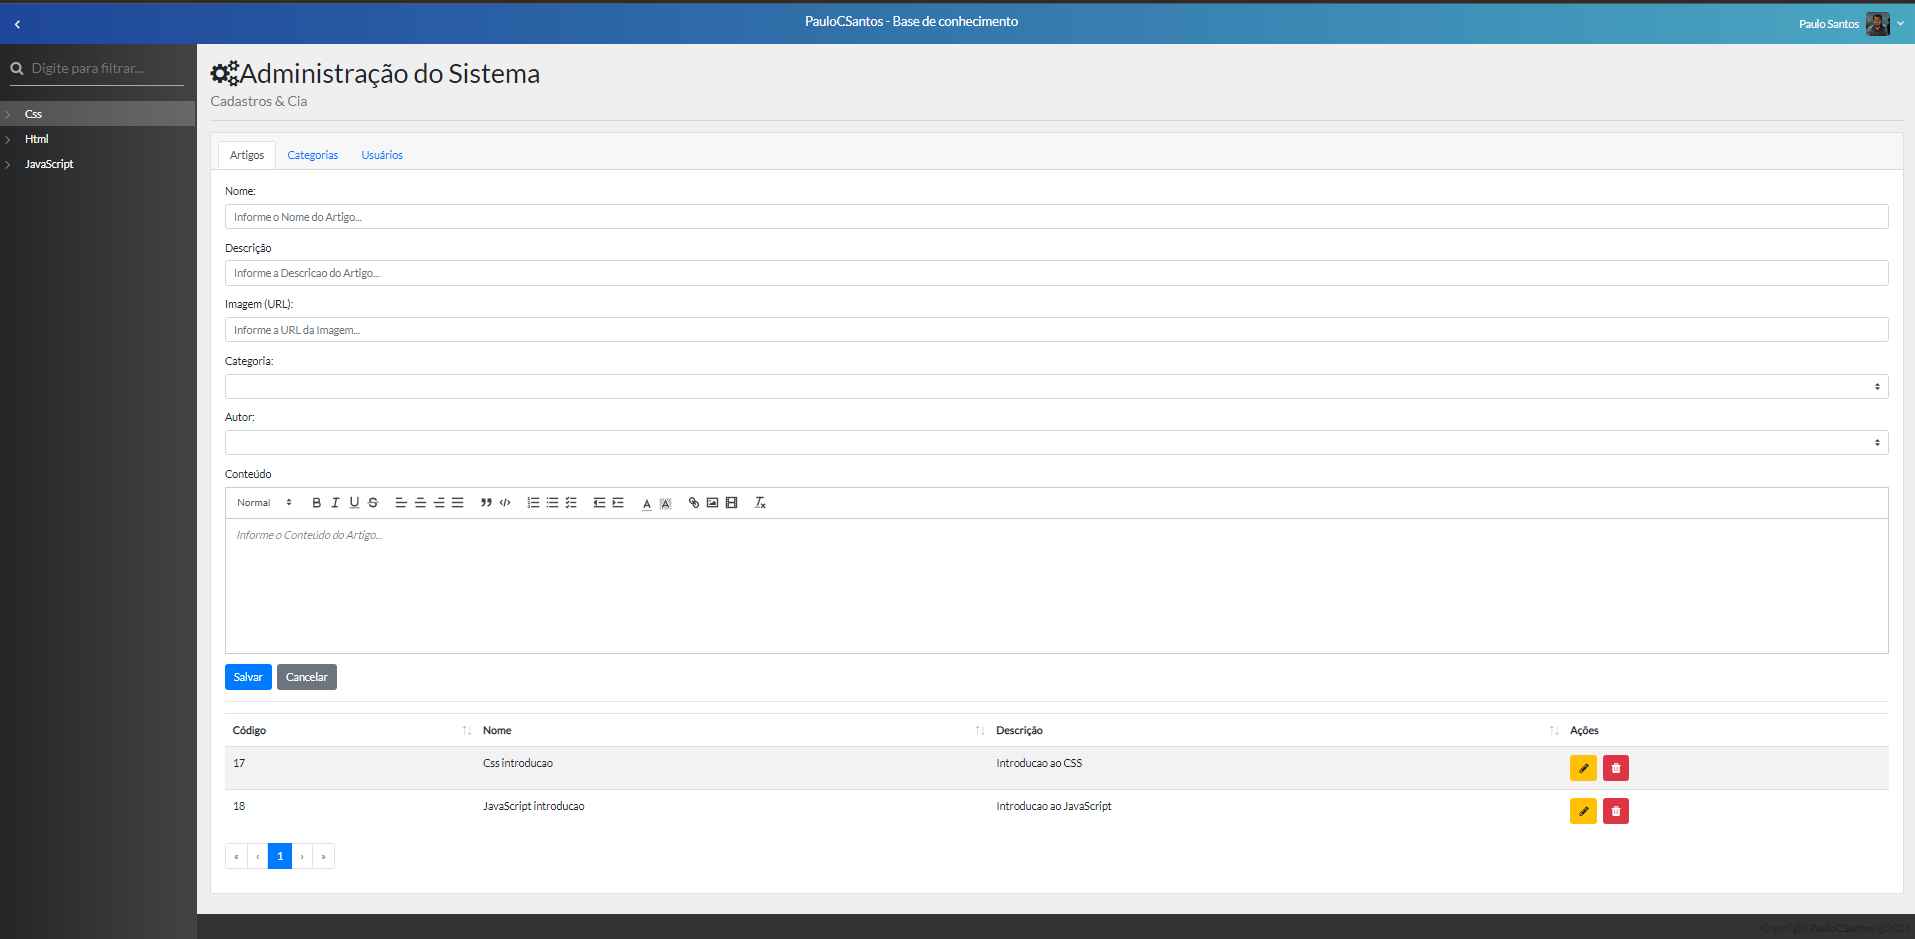 PauloCSantos - Base de conhecimento
Paulo Santos
Digite para filtrar...
Css
Html
JavaScript
Administração do Sistema
Cadastros & Cia
Artigos Categorias Usuários
Nome:
Informe o Nome do Artigo...
Descrição
Informe a Descricao do Artigo...
Imagem (URL):
Informe a URL da Imagem...
Categoria:
Autor:
Conteúdo
Normal
Informe o Conteúdo do Artigo...
Salvar Cancelar
Código Nome Descrição Ações
17 Css introducao Introducao ao CSS
18 JavaScript introducao Introducao ao JavaScript
« ‹ 1 › »
Copyright PauloCSantos